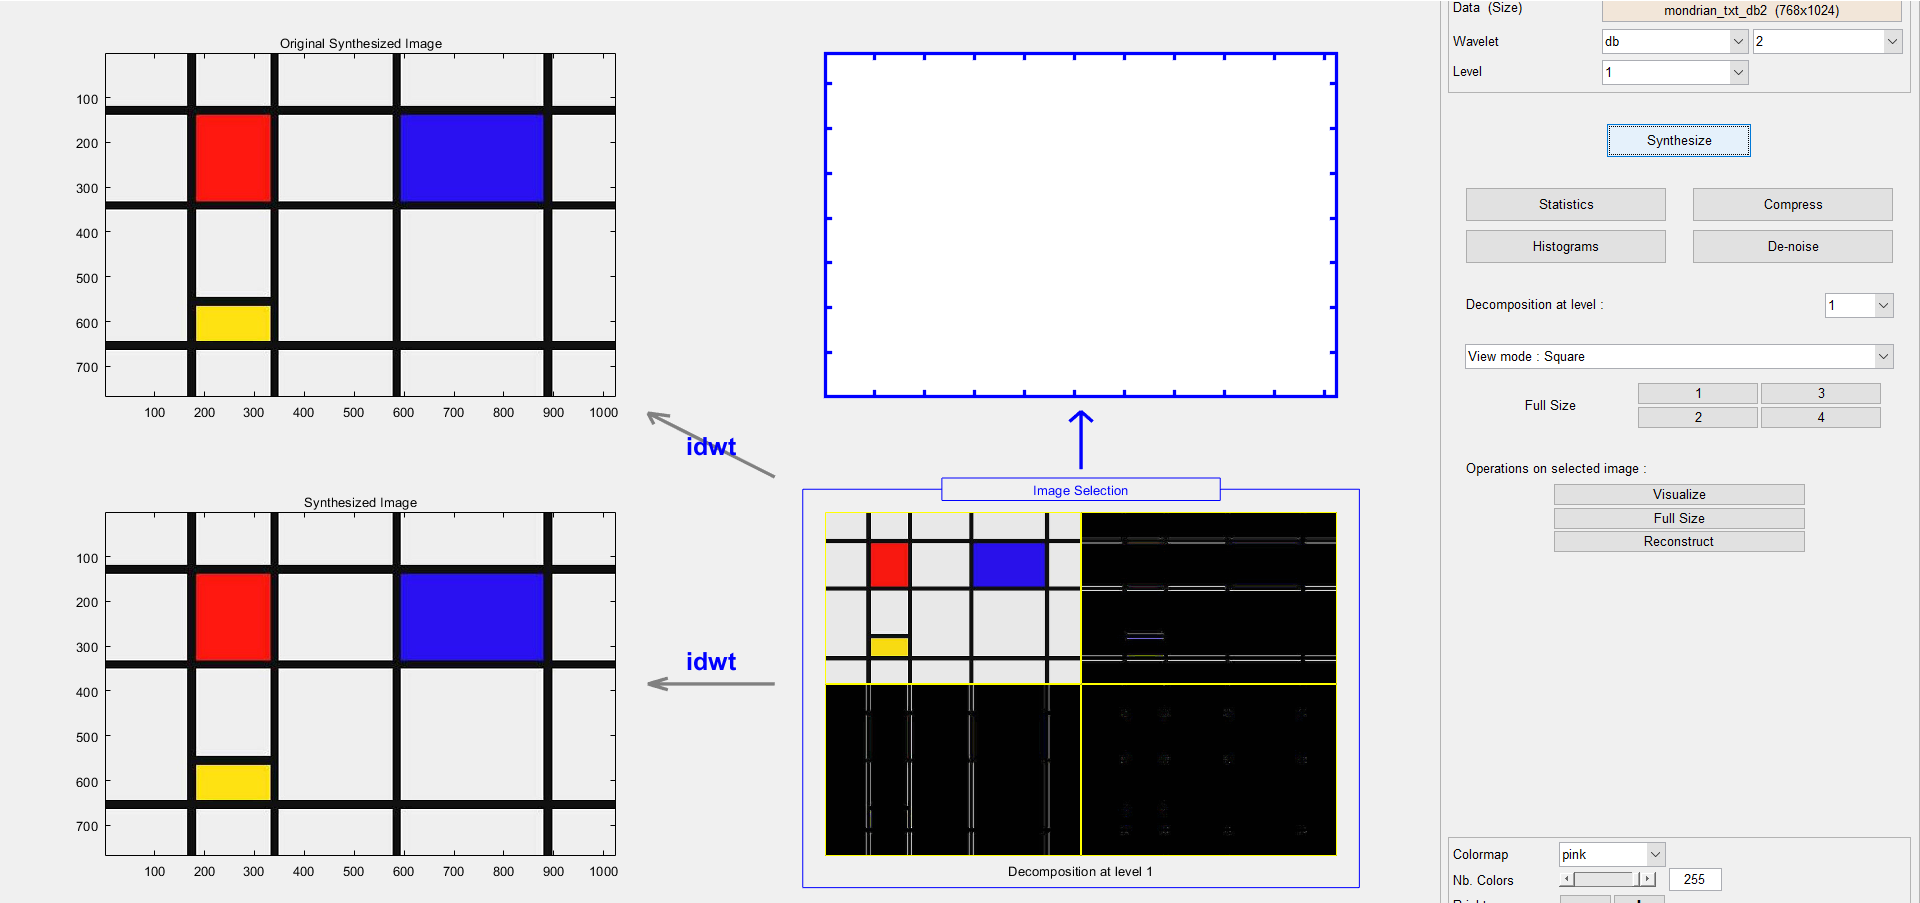 Original Synthesized Image
100
200
300
400
500
600
700
100 200 300 400 500 600 700 800 900 1000
idwt
Synthesized Image
100
200
300
400
500
600
700
100 200 300 400 500 600 700 800 900 1000
idwt
Image Selection
Decomposition at level 1
Data (Size) mondrian_txt_db2 (768x1024)
Wavelet db 2
Level 1
Synthesize
Statistics Compress
Histograms De-noise
Decomposition at level : 1
View mode : Square
Full Size 1 3
2 4
Operations on selected image :
Visualize
Full Size
Reconstruct
Colormap pink
Nb. Colors 255